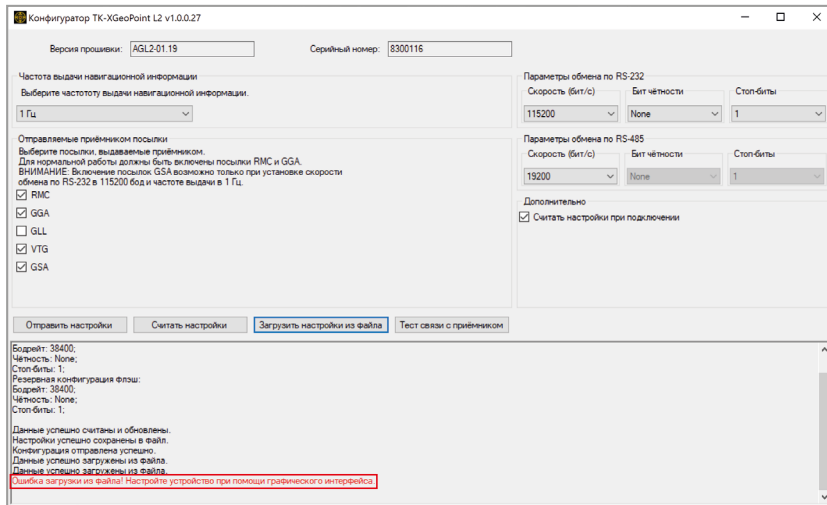 Конфигуратор TK-XGeoPoint L2 v1.0.0.27
Версия прошивки: AGL2-01.19 Серийный номер: 8300116
Частота выдачи навигационной информации
Выберите частототу выдачи навигационной информации.
1 Гц
Отправляемые приёмником посылки
Выберите посылки, выдаваемые приёмником.
Для нормальной работы должны быть включены посылки RMC и GGA.
ВНИМАНИЕ: Включение посылок GSA возможно только при установке скорости
обмена по RS-232 в 115200 бод и частоте выдачи в 1 Гц.
RMC
GGA
GLL
VTG
GSA
Параметры обмена по RS-232
Скорость (бит/с) Бит чётности Стоп-биты
115200 None 1
Параметры обмена по RS-485
Скорость (бит/с) Бит чётности Стоп-биты
19200 None 1
Дополнительно
Считать настройки при подключении
Отправить настройки Считать настройки Загрузить настройки из файла Тест связи с приёмником
Бодрейт: 38400;
Чётность: None;
Стоп-биты: 1;
Резервная конфигурация флэш:
Бодрейт: 38400;
Чётность: None;
Стоп-биты: 1;
Данные успешно считаны и обновлены.
Настройки успешно сохранены в файл.
Конфигурация отправлена успешно.
Данные успешно загружены из файла.
Данные успешно загружены из файла.
Ошибка загрузки из файла! Настройте устройство при помощи графического интерфейса.